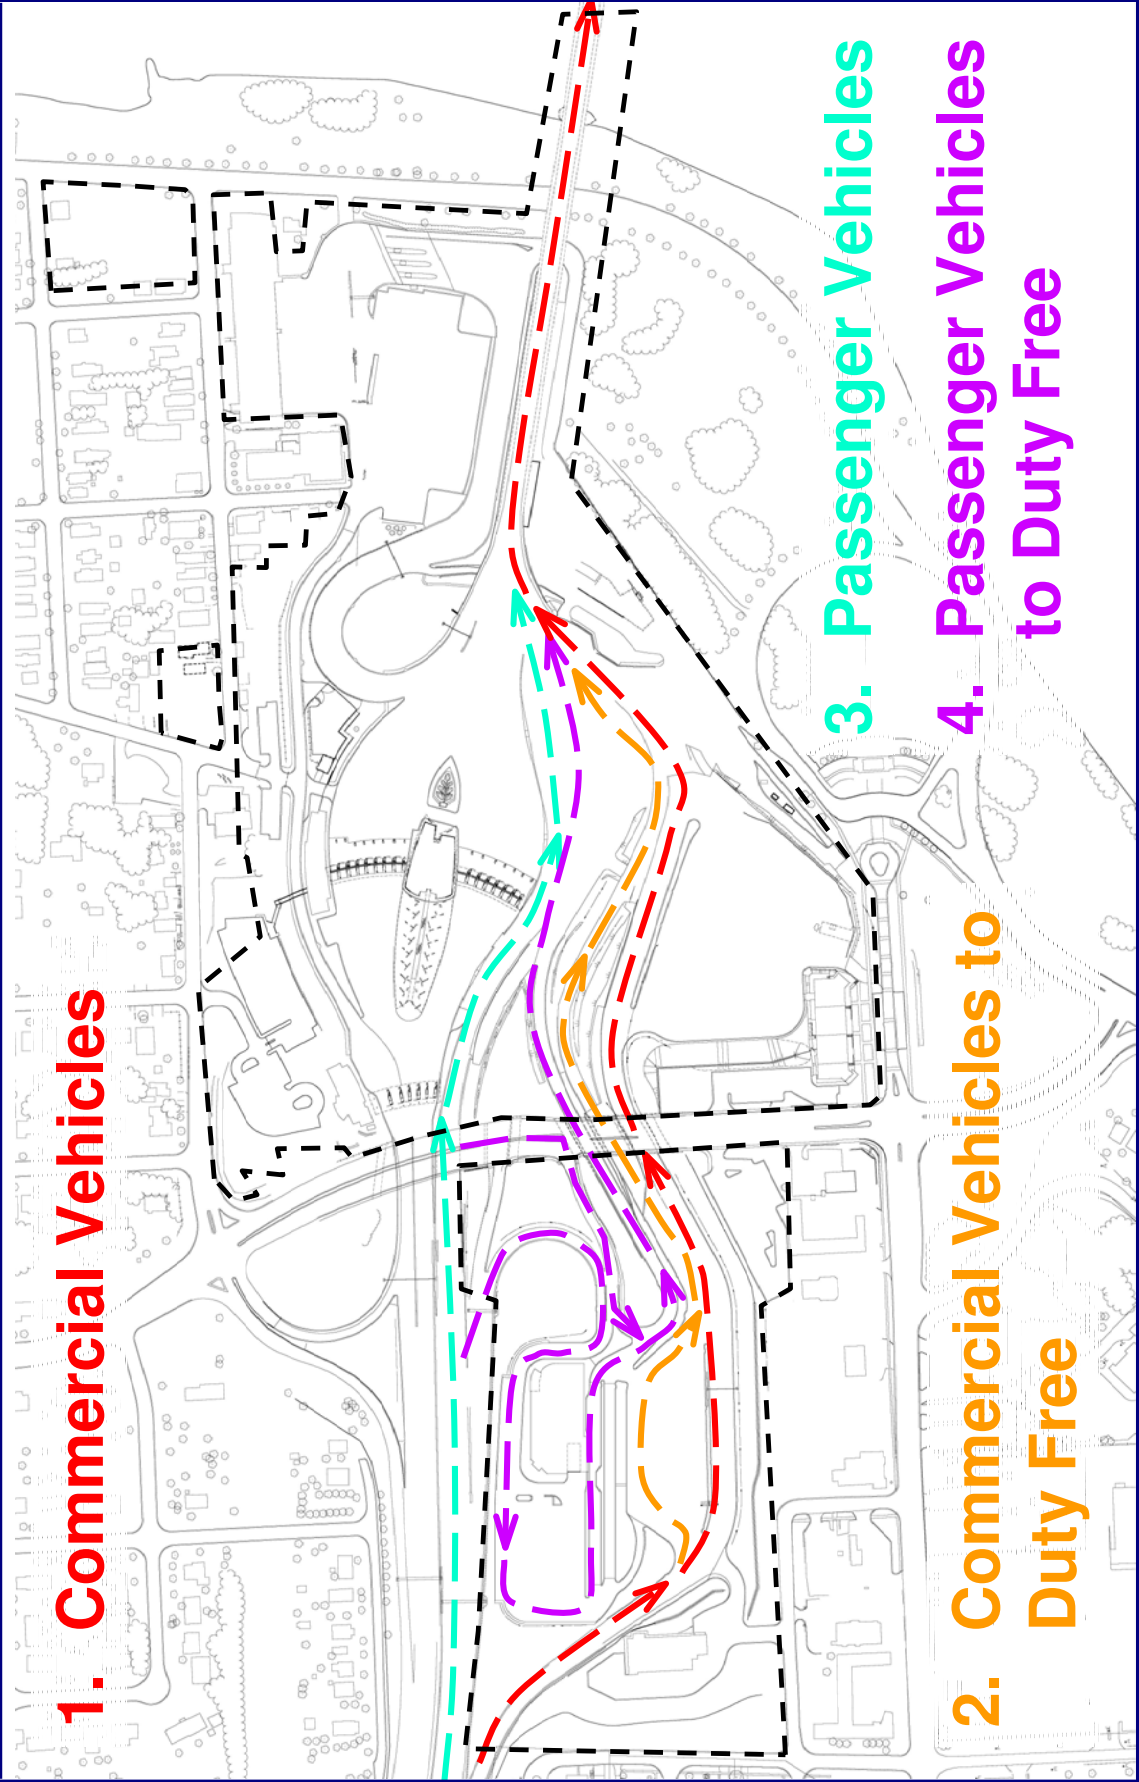 1. Commercial Vehicles
2. Commercial Vehicles to
Duty Free
3. Passenger Vehicles
4. Passenger Vehicles
to Duty Free